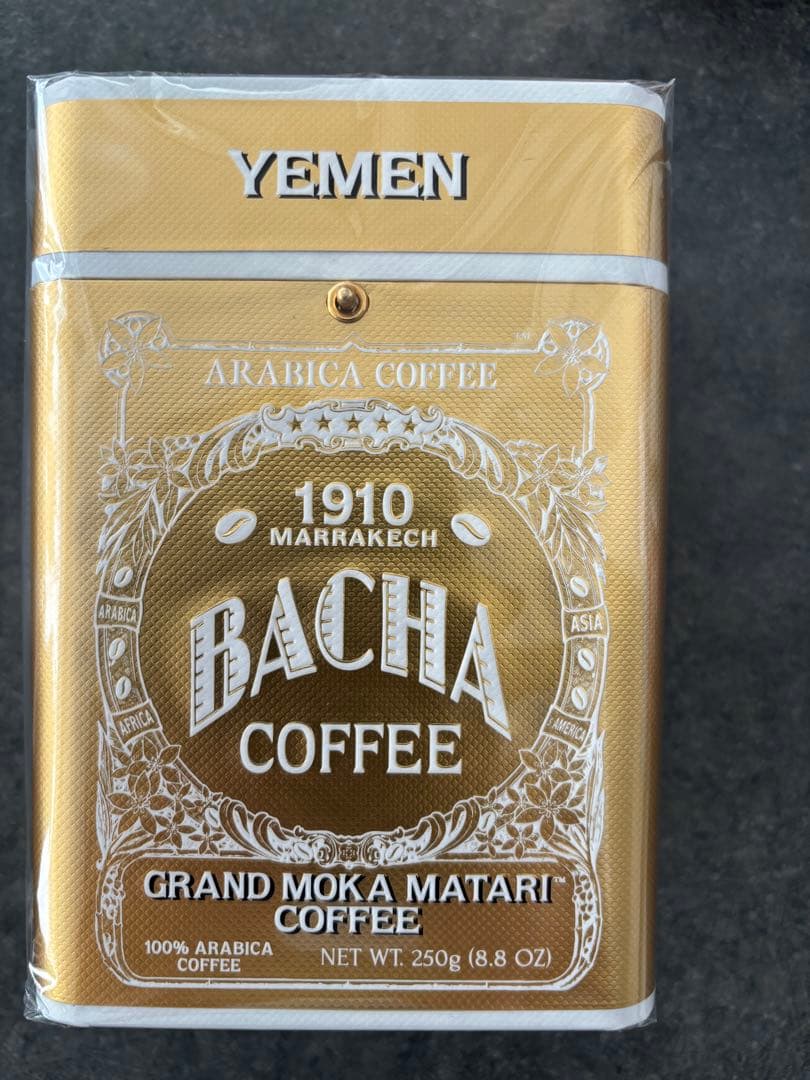 YEMEN
ARABICA COFFEE
1910
MARRAKECH
BACHA
COFFEE
ARABICA
ASIA
AFRICA
AMERICA
GRAND MOKA MATARI™
COFFEE
100% ARABICA
COFFEE
NET WT. 250g (8.8 OZ)